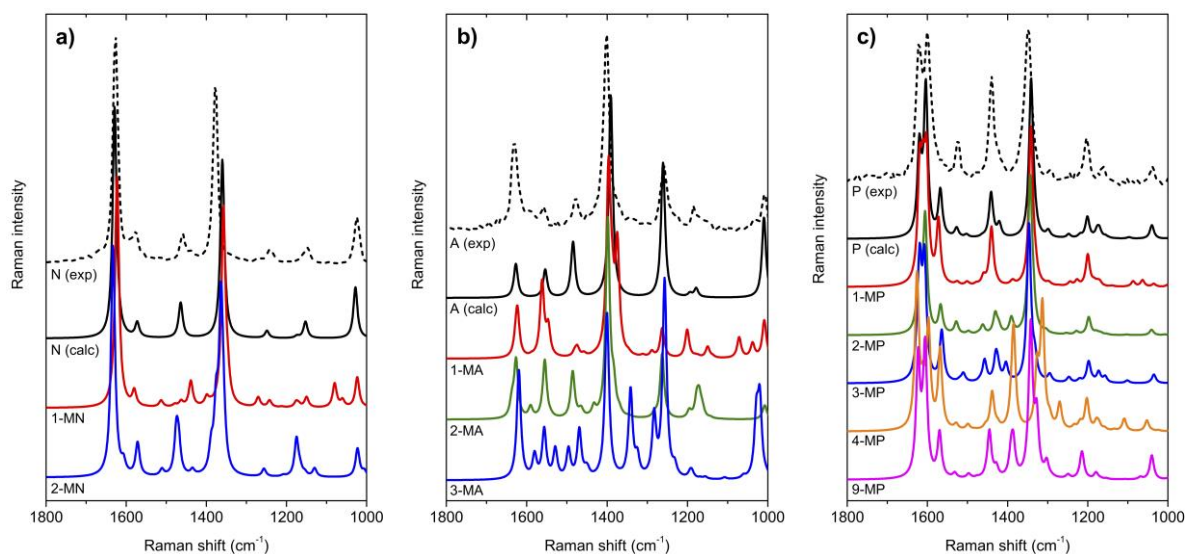 a)
Raman intensity
N (exp)
N (calc)
1-MN
2-MN
1800 1600 1400 1200 1000
Raman shift (cm⁻¹)
b)
Raman intensity
A (exp)
A (calc)
1-MA
2-MA
3-MA
1800 1600 1400 1200 1000
Raman shift (cm⁻¹)
c)
Raman intensity
P (exp)
P (calc)
1-MP
2-MP
3-MP
4-MP
9-MP
1800 1600 1400 1200 1000
Raman shift (cm⁻¹)